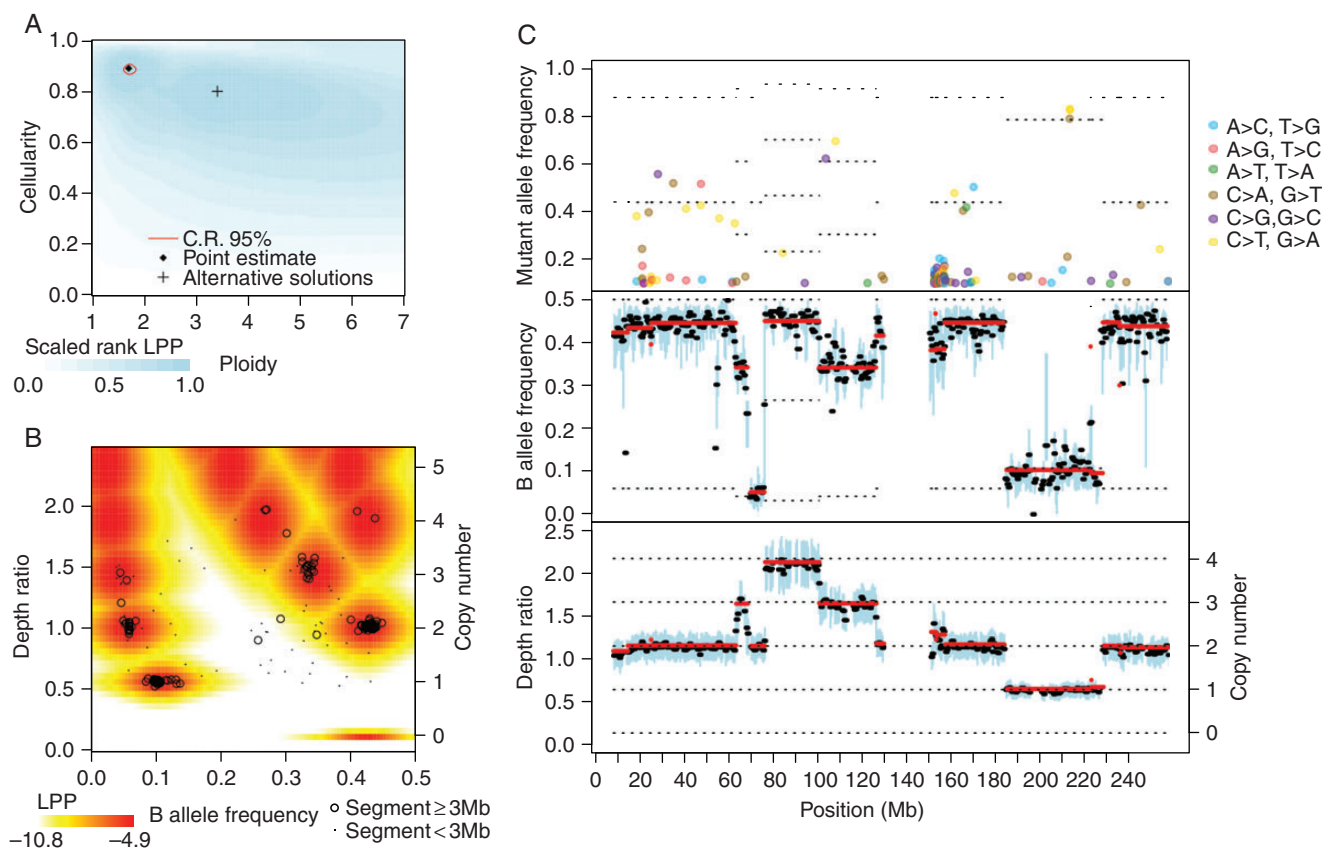 A
1.0
0.8
0.6
0.4
0.2
0.0
Cellularity
C.R. 95%
Point estimate
Alternative solutions
1 2 3 4 5 6 7
Scaled rank LPP
0.0 0.5 1.0
Ploidy
B
2.0
1.5
1.0
0.5
0.0
Depth ratio
5
4
3
2
1
0
Copy number
0.0 0.1 0.2 0.3 0.4 0.5
LPP
−10.8 −4.9
B allele frequency
Segment ≥ 3Mb
Segment < 3Mb
C
1.0
0.8
0.6
0.4
0.2
Mutant allele frequency
A>C, T>G
A>G, T>C
A>T, T>A
C>A, G>T
C>G,G>C
C>T, G>A
0.5
0.4
0.3
0.2
0.1
0.0
B allele frequency
2.5
2.0
1.5
1.0
0.5
0.0
Depth ratio
4
3
2
1
0
Copy number
0 20 40 60 80 100 120 140 160 180 200 220 240
Position (Mb)